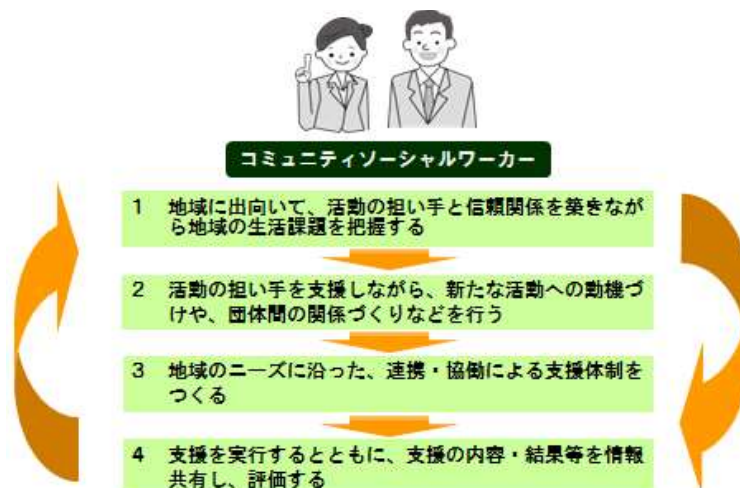 コミュニティソーシャルワーカー
1 地域に出向いて、活動の担い手と信頼関係を築きなが
ら地域の生活課題を把握する
2 活動の担い手を支援しながら、新たな活動への動機づ
けや、団体間の関係づくりなどを行う
3 地域のニーズに沿った、連携・協働による支援体制を
つくる
4 支援を実行するとともに、支援の内容・結果等を情報
共有し、評価する